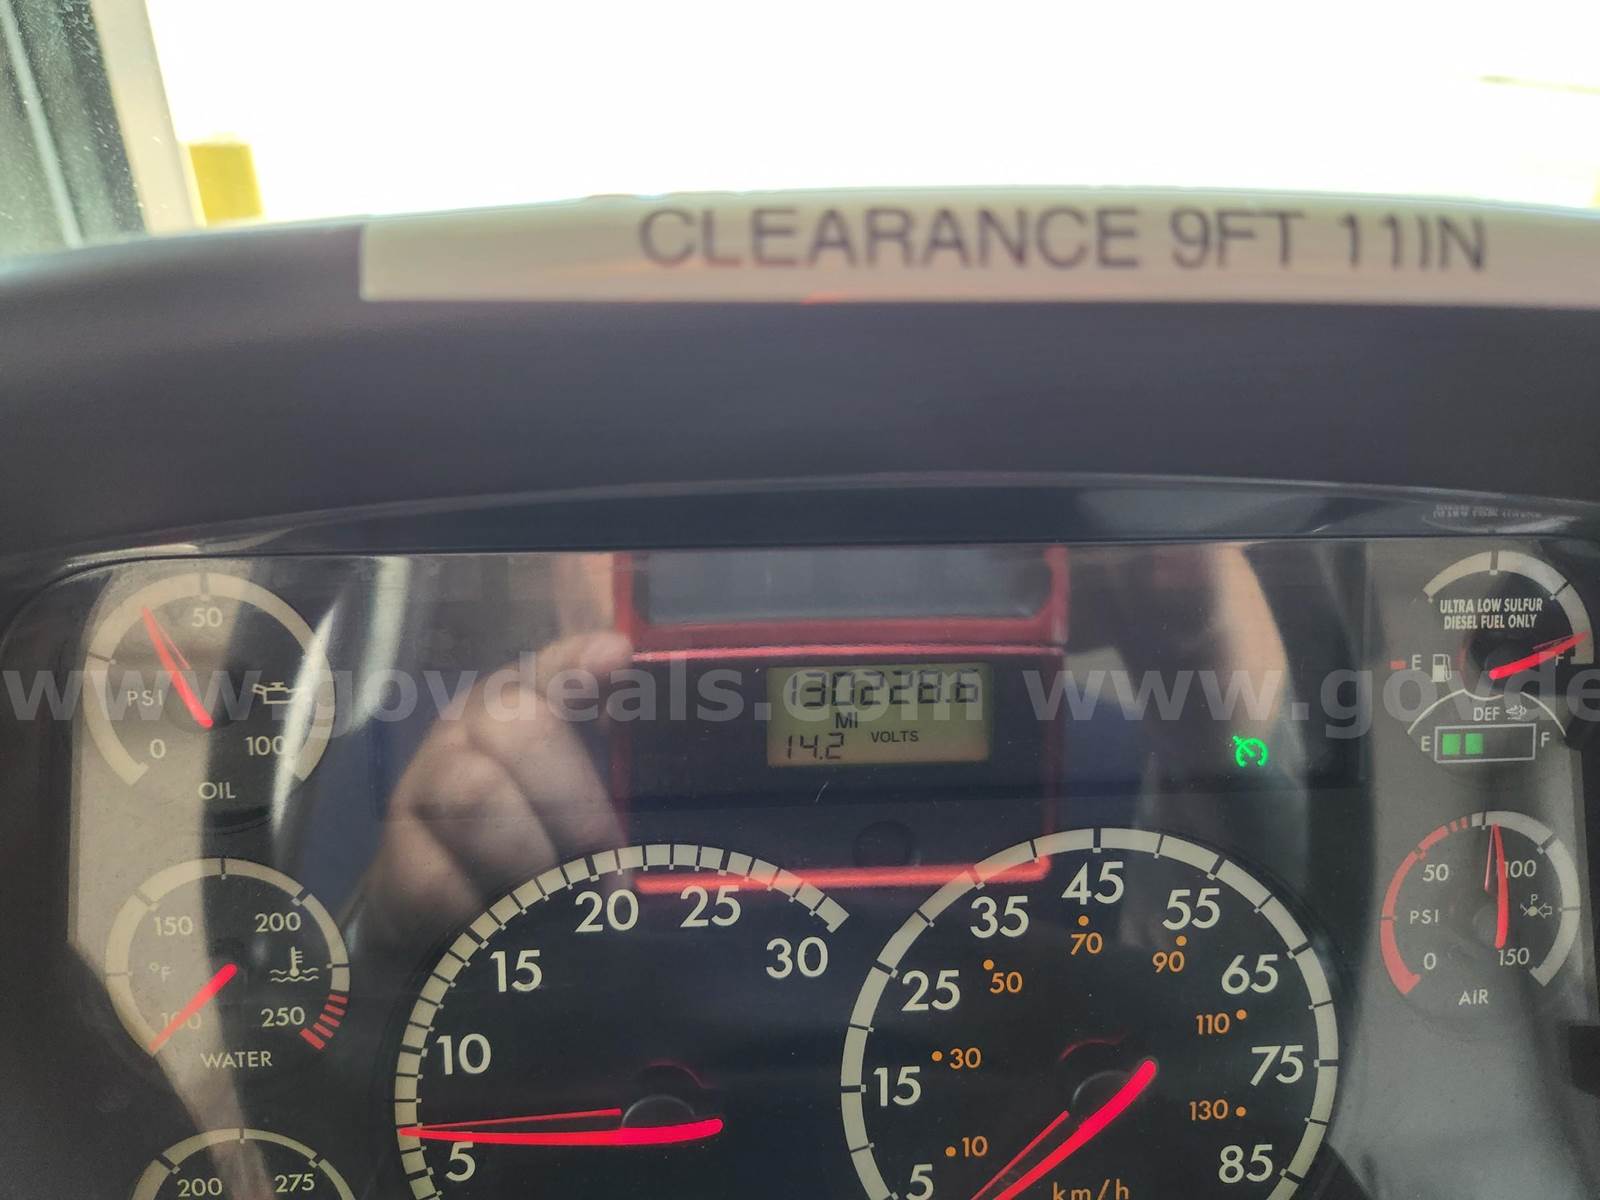 CLEARANCE 9FT 11IN
ULTRA LOW SULFUR
DIESEL FUEL ONLY
E F
DEF
E F
50
PSI
0 100
OIL
www.govdeals.com www.govde
130228.6
MI
14.2 VOLTS
150 200
°F
100 250
WATER
200 275
5 10 15 20 25 30
5 15 25 35 45 55 65 75 85
10 30 50 70 90 110 130
km/h
50 100
PSI P
0 150
AIR